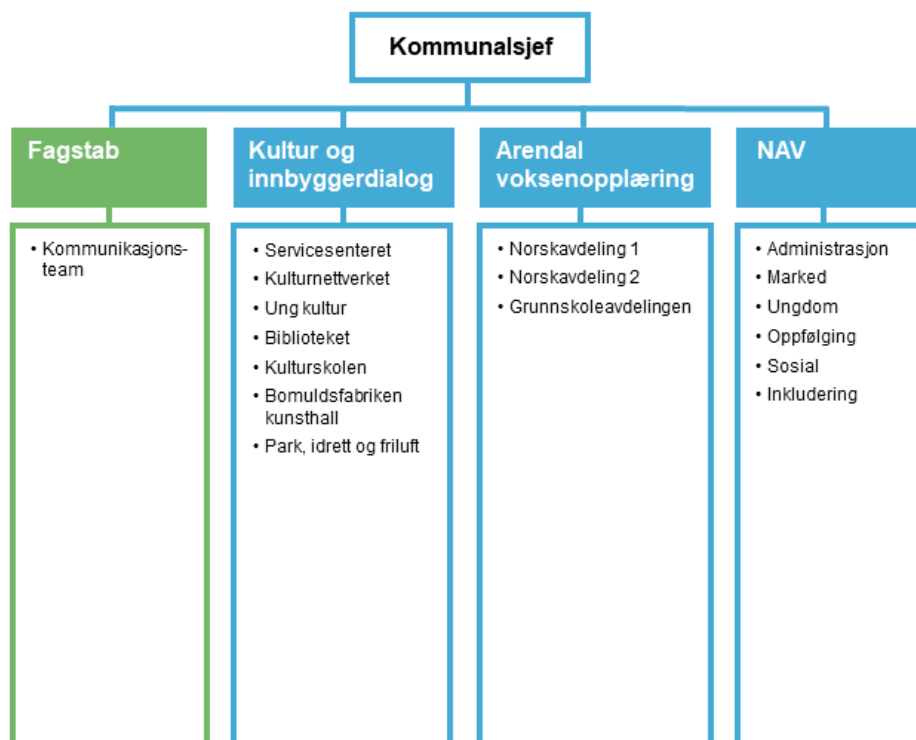 Kommunalsjef
Fagstab
• Kommunikasjons-
team
Kultur og
innbyggerdialog
• Servicesenteret
• Kulturnettverket
• Ung kultur
• Biblioteket
• Kulturskolen
• Bomuldsfabriken
kunsthall
• Park, idrett og friluft
Arendal
voksenopplæring
• Norskavdeling 1
• Norskavdeling 2
• Grunnskoleavdelingen
NAV
• Administrasjon
• Marked
• Ungdom
• Oppfølging
• Sosial
• Inkludering